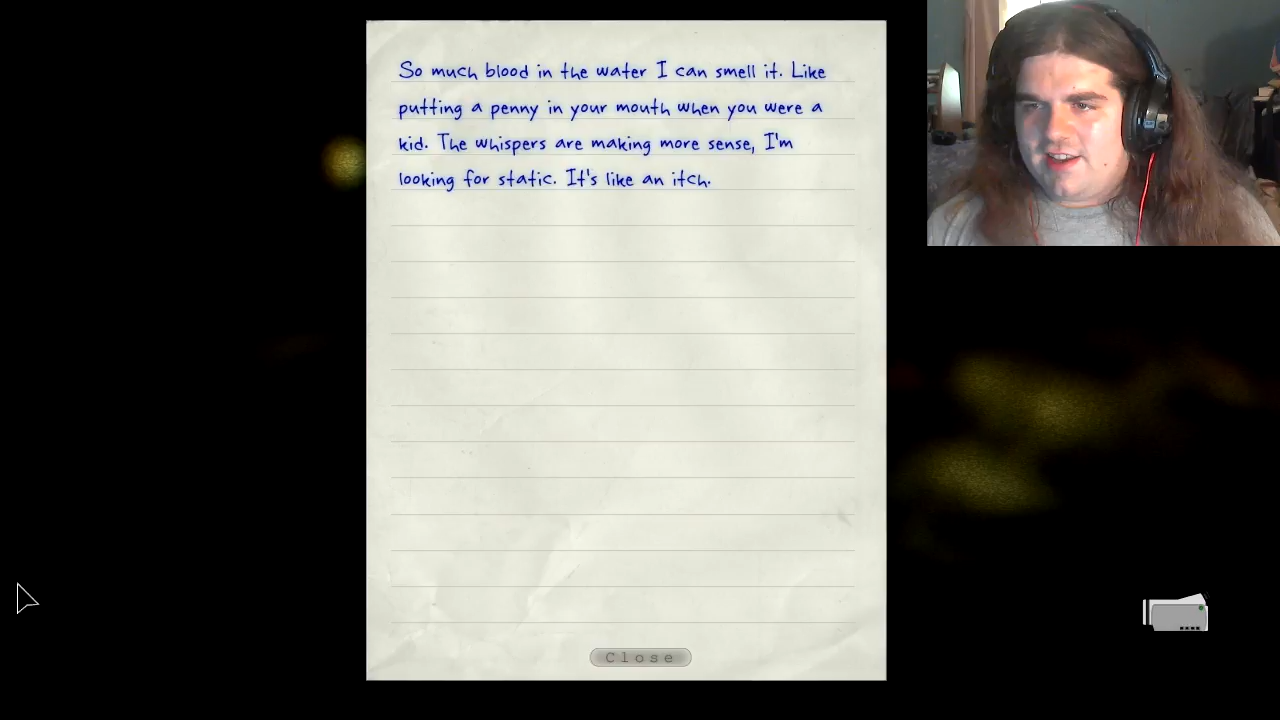 So much blood in the water I can smell it. Like
putting a penny in your mouth when you were a
kid. The whispers are making more sense, I'm
looking for static. It's like an itch.
Close